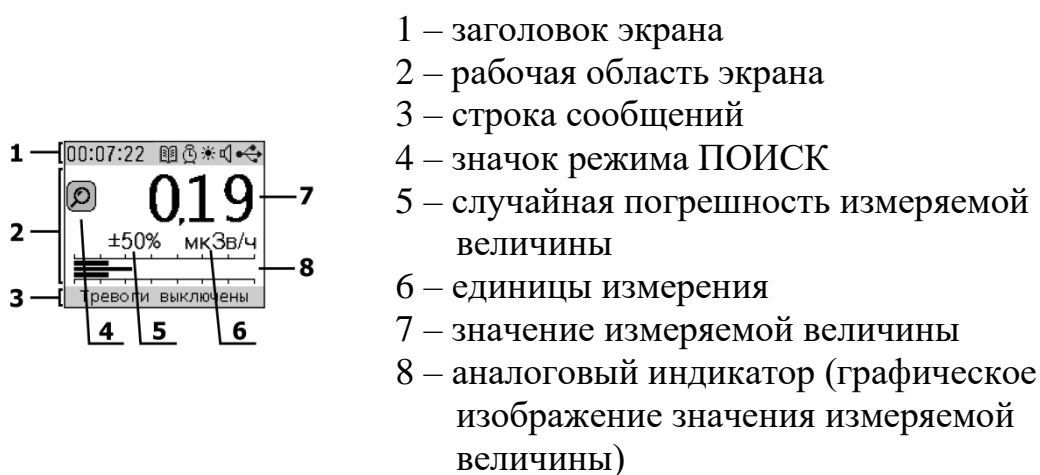 1 – заголовок экрана
2 – рабочая область экрана
3 – строка сообщений
4 – значок режима ПОИСК
5 – случайная погрешность измеряемой
величины
6 – единицы измерения
7 – значение измеряемой величины
8 – аналоговый индикатор (графическое
изображение значения измеряемой
величины)
1
00:07:22
2
0,19
7
±50% мкЗв/ч
8
3
Тревоги выключены
4 5 6